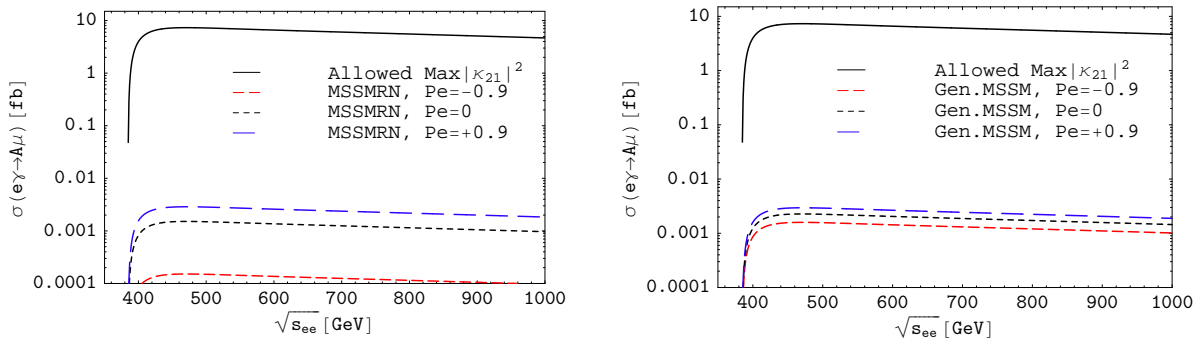 10
1
0.1
0.01
0.001
0.0001
σ(eγ→Aμ)[fb]
Allowed Max|κ₂₁|²
MSSMRN, Pe=-0.9
MSSMRN, Pe=0
MSSMRN, Pe=+0.9
400 500 600 700 800 900 1000
√s_ee [GeV]
10
1
0.1
0.01
0.001
0.0001
σ(eγ→Aμ)[fb]
Allowed Max|κ₂₁|²
Gen.MSSM, Pe=-0.9
Gen.MSSM, Pe=0
Gen.MSSM, Pe=+0.9
400 500 600 700 800 900 1000
√s_ee [GeV]